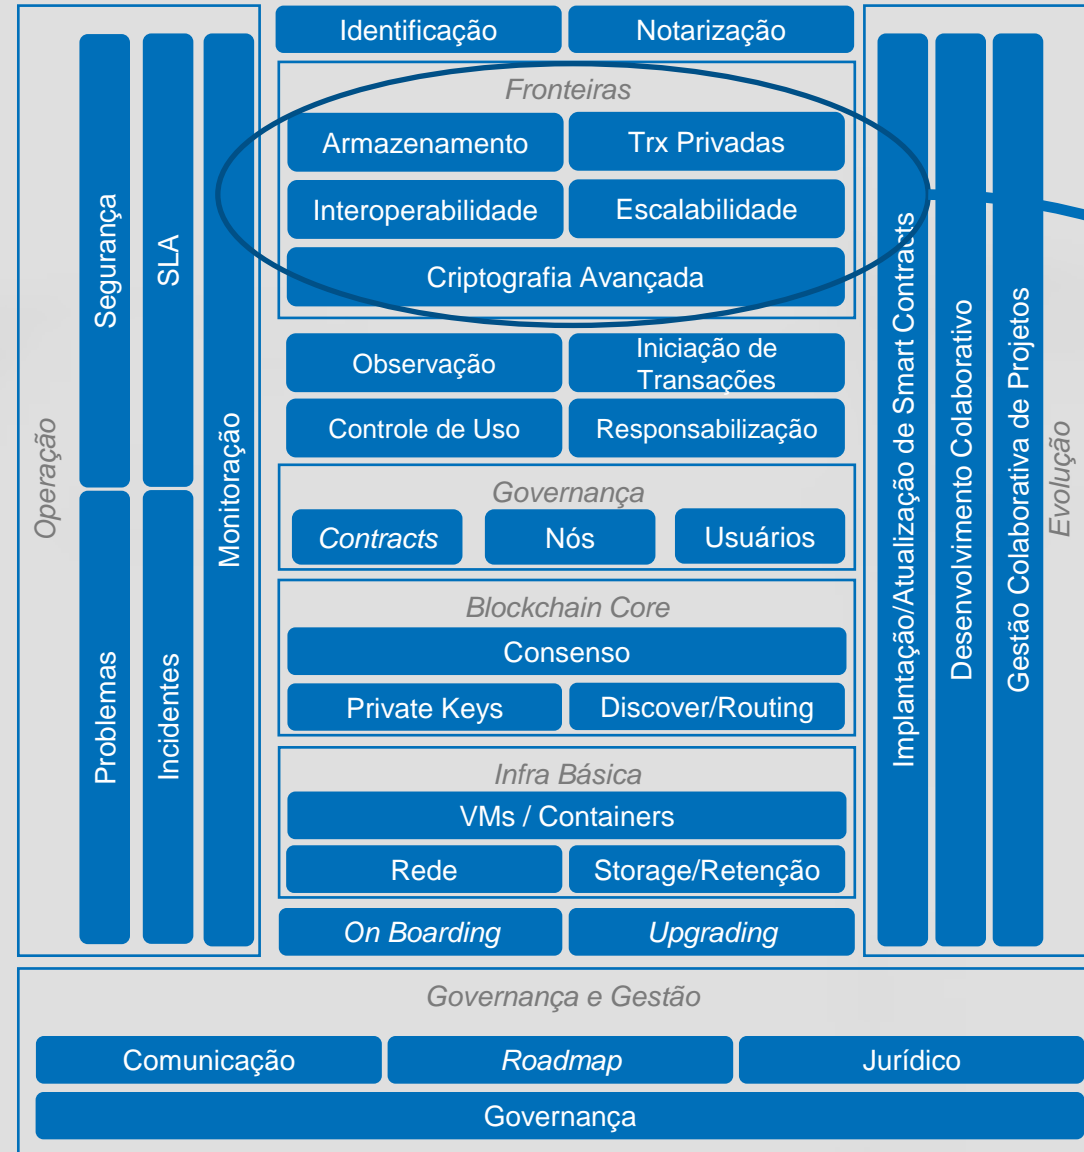 Identificação
Notarização
Fronteiras
Armazenamento
Trx Privadas
Interoperabilidade
Escalabilidade
Criptografia Avançada
Observação
Iniciação de
Transações
Controle de Uso
Responsabilização
Governança
Contracts
Nós
Usuários
Blockchain Core
Consenso
Private Keys
Discover/Routing
Infra Básica
VMs / Containers
Rede
Storage/Retenção
On Boarding
Upgrading
Operação
Segurança
Problemas
SLA
Incidentes
Monitoração
Implantação/Atualização de Smart Contracts
Desenvolvimento Colaborativo
Gestão Colaborativa de Projetos
Evolução
Governança e Gestão
Comunicação
Roadmap
Jurídico
Governança